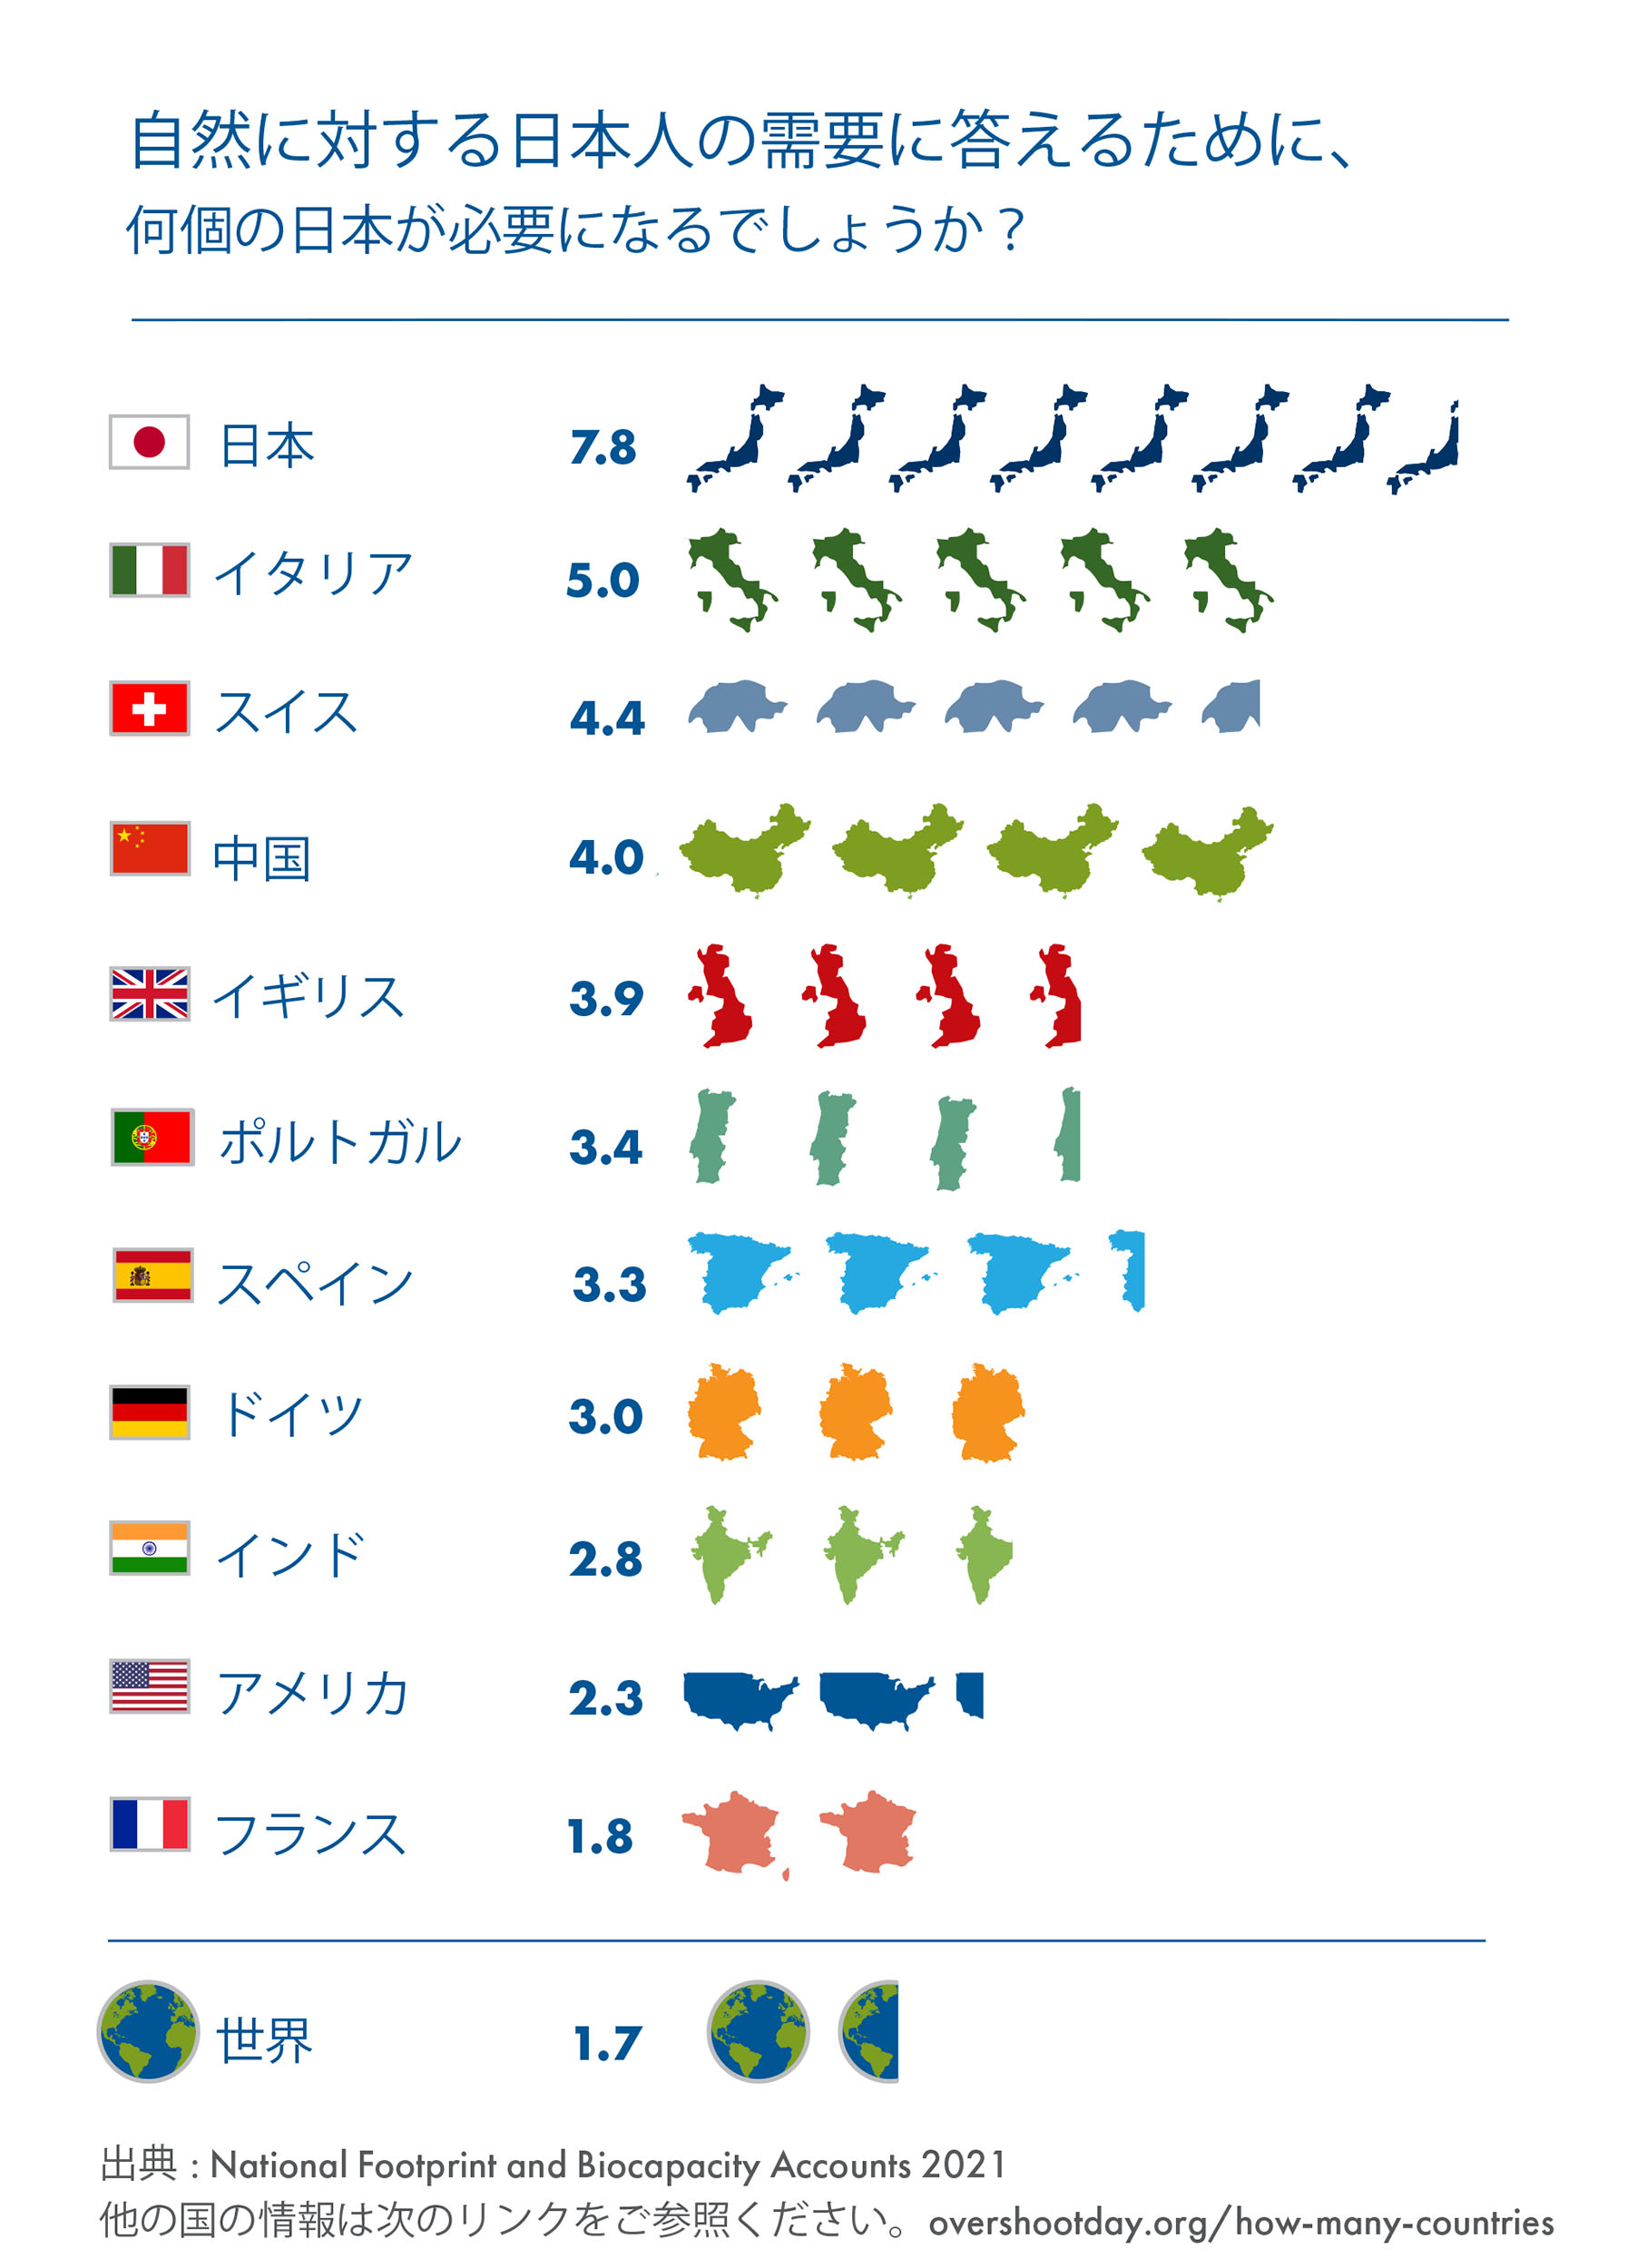 自然に対する日本人の需要に答えるために、
何個の日本が必要になるでしょうか？
日本 7.8
イタリア 5.0
スイス 4.4
中国 4.0
イギリス 3.9
ポルトガル 3.4
スペイン 3.3
ドイツ 3.0
インド 2.8
アメリカ 2.3
フランス 1.8
世界 1.7
出典 : National Footprint and Biocapacity Accounts 2021
他の国の情報は次のリンクをご参照ください。overshootday.org/how-many-countries